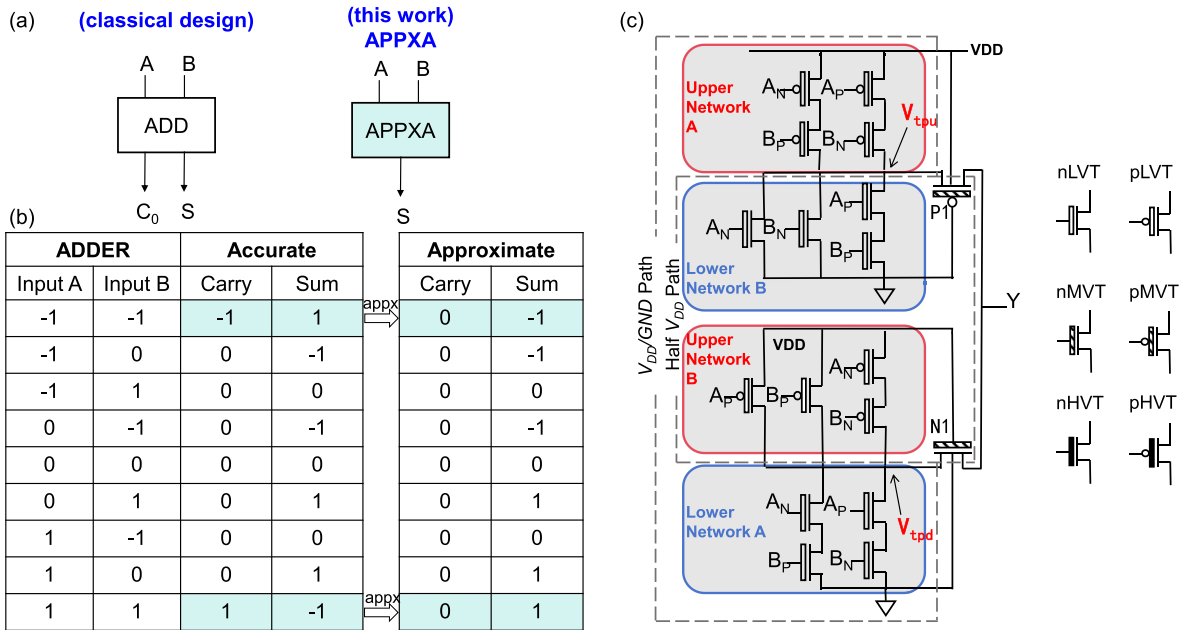 (a)
(classical design)
(this work)
APPXA
A B
A B
ADD
APPXA
C0 S
S
(b)
ADDER Accurate Approximate
Input A Input B Carry Sum Carry Sum
-1 -1 -1 1 appx 0 -1
-1 0 0 -1 0 -1
-1 1 0 0 0 0
0 -1 0 -1 0 -1
0 0 0 0 0 0
0 1 0 1 0 1
1 -1 0 0 0 0
1 0 0 1 0 1
1 1 1 -1 appx 0 1
(c)
VDD
Upper
Network
A
AN AP
BP BN
Vtpu
P1
AP
AN BN
BP
Lower
Network B
VDD/GND Path
Half VDD Path
Y
Upper
Network
B
VDD
AN
AP BP
BN
N1
Lower
Network A
AN AP
BP BN
Vtpd
nLVT pLVT
nMVT pMVT
nHVT pHVT